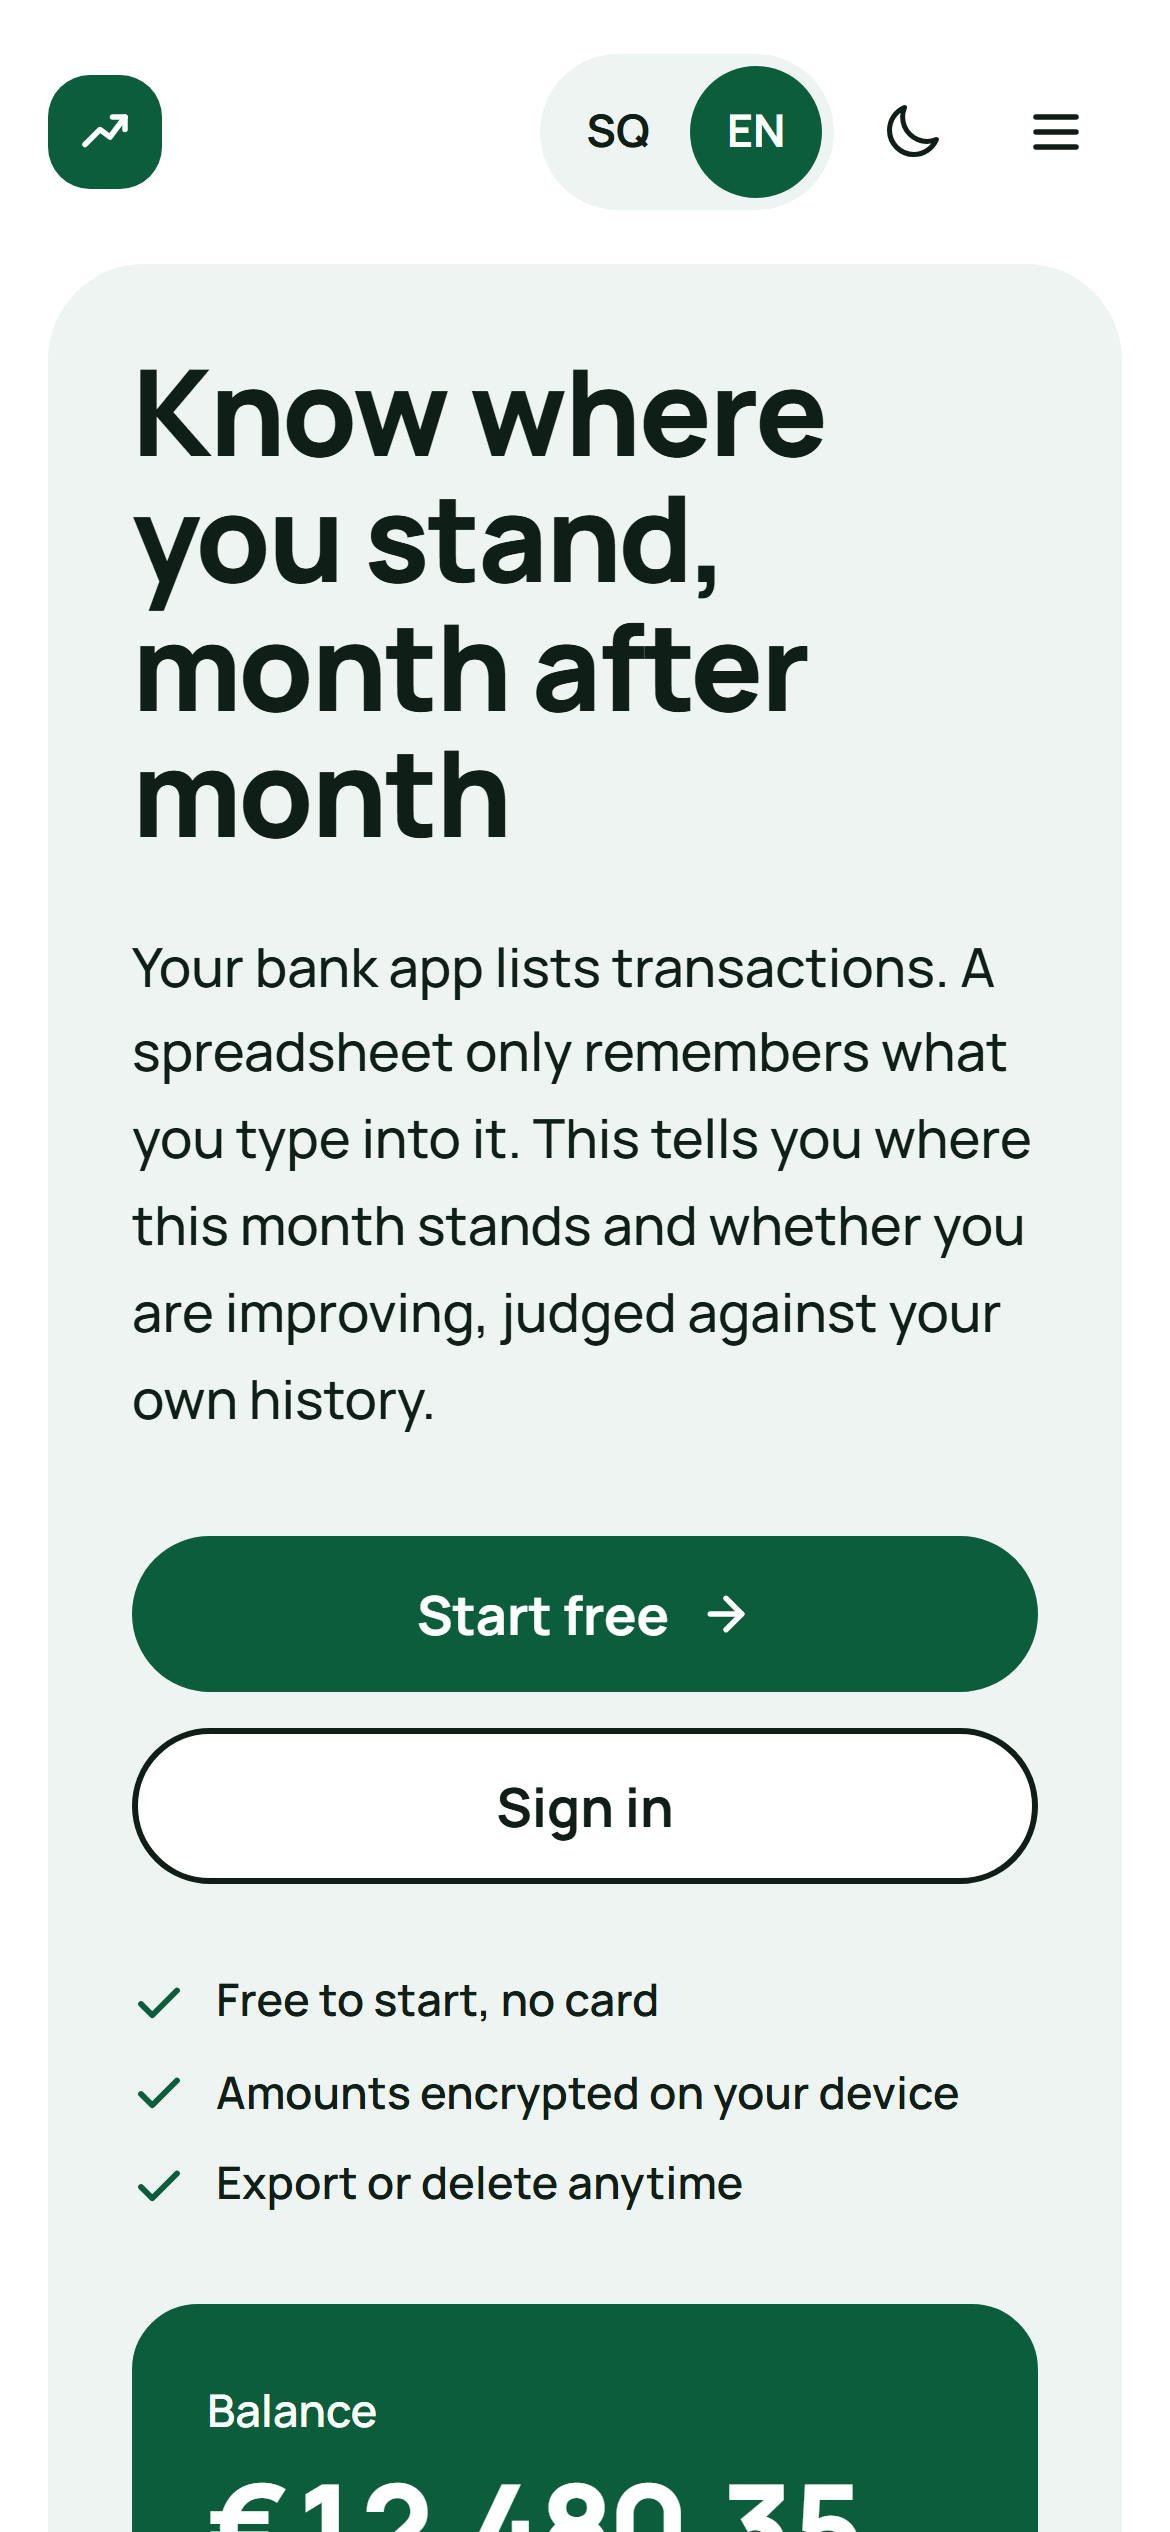 SQ EN
Know where
you stand,
month after
month
Your bank app lists transactions. A
spreadsheet only remembers what
you type into it. This tells you where
this month stands and whether you
are improving, judged against your
own history.
Start free
Sign in
Free to start, no card
Amounts encrypted on your device
Export or delete anytime
Balance